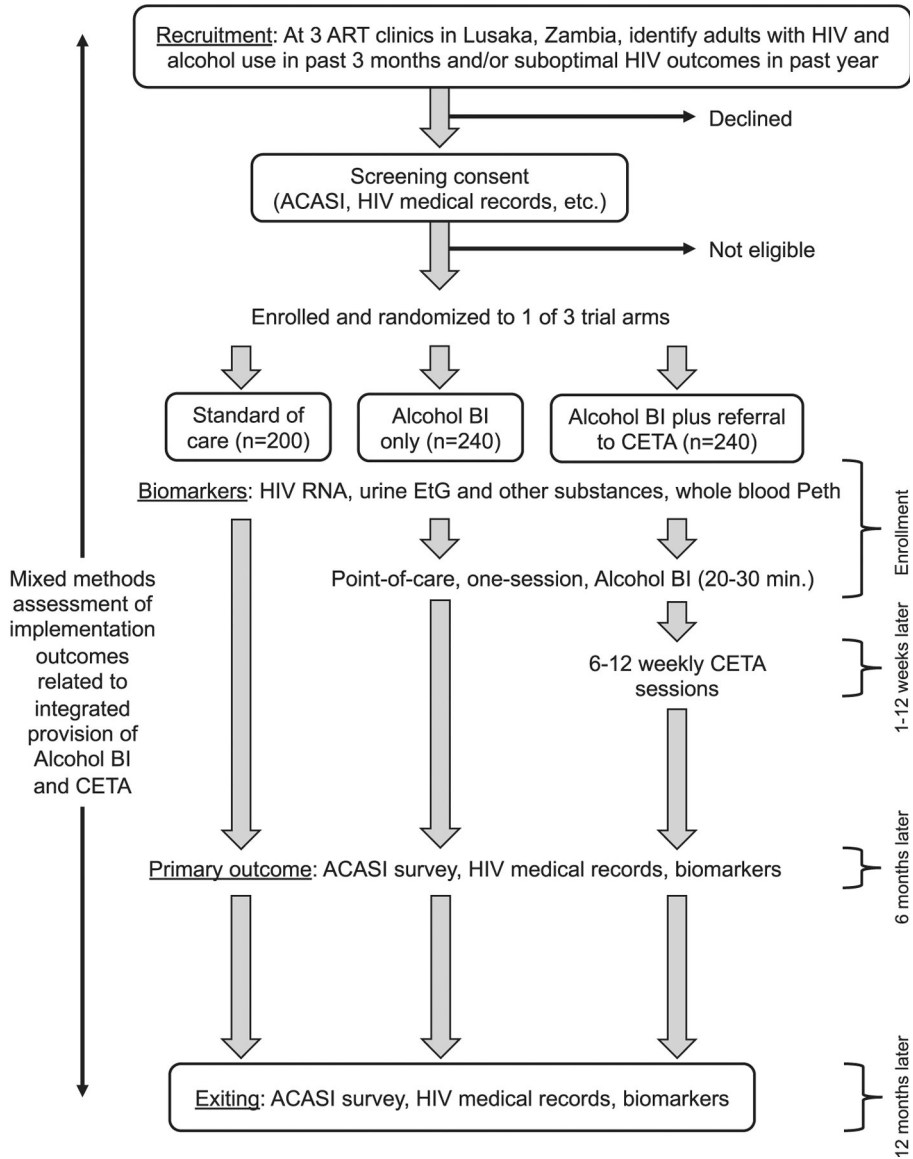 Recruitment: At 3 ART clinics in Lusaka, Zambia, identify adults with HIV and
alcohol use in past 3 months and/or suboptimal HIV outcomes in past year
Declined
Screening consent
(ACASI, HIV medical records, etc.)
Not eligible
Enrolled and randomized to 1 of 3 trial arms
Standard of
care (n=200)
Alcohol BI
only (n=240)
Alcohol BI plus referral
to CETA (n=240)
Biomarkers: HIV RNA, urine EtG and other substances, whole blood Peth
Enrollment
Point-of-care, one-session, Alcohol BI (20-30 min.)
6-12 weekly CETA
sessions
1-12 weeks later
Mixed methods
assessment of
implementation
outcomes
related to
integrated
provision of
Alcohol BI
and CETA
Primary outcome: ACASI survey, HIV medical records, biomarkers
6 months later
Exiting: ACASI survey, HIV medical records, biomarkers
12 months later